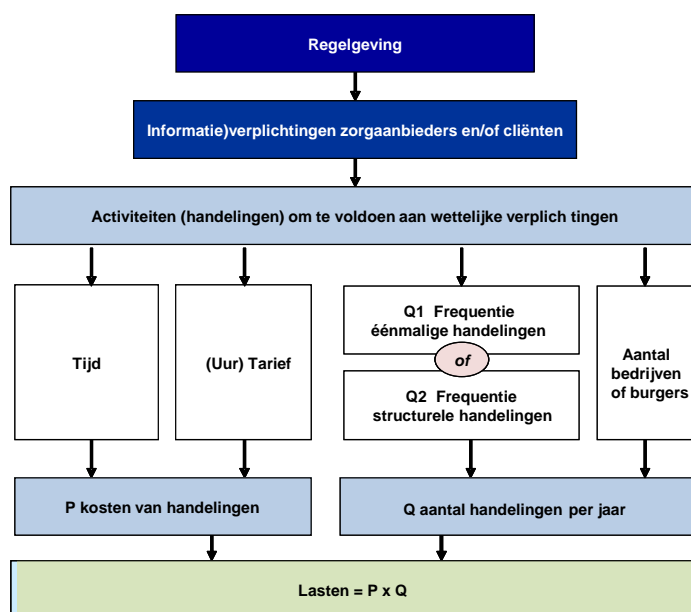 Regelgeving
Informatie)verplichtingen zorgaanbieders en/of cliënten
Activiteiten (handelingen) om te voldoen aan wettelijke verplich tingen
Tijd
(Uur) Tarief
Q1 Frequentie
éénmalige handelingen
of
Q2 Frequentie
structurele handelingen
Aantal
bedrijven
of burgers
P kosten van handelingen
Q aantal handelingen per jaar
Lasten = P x Q